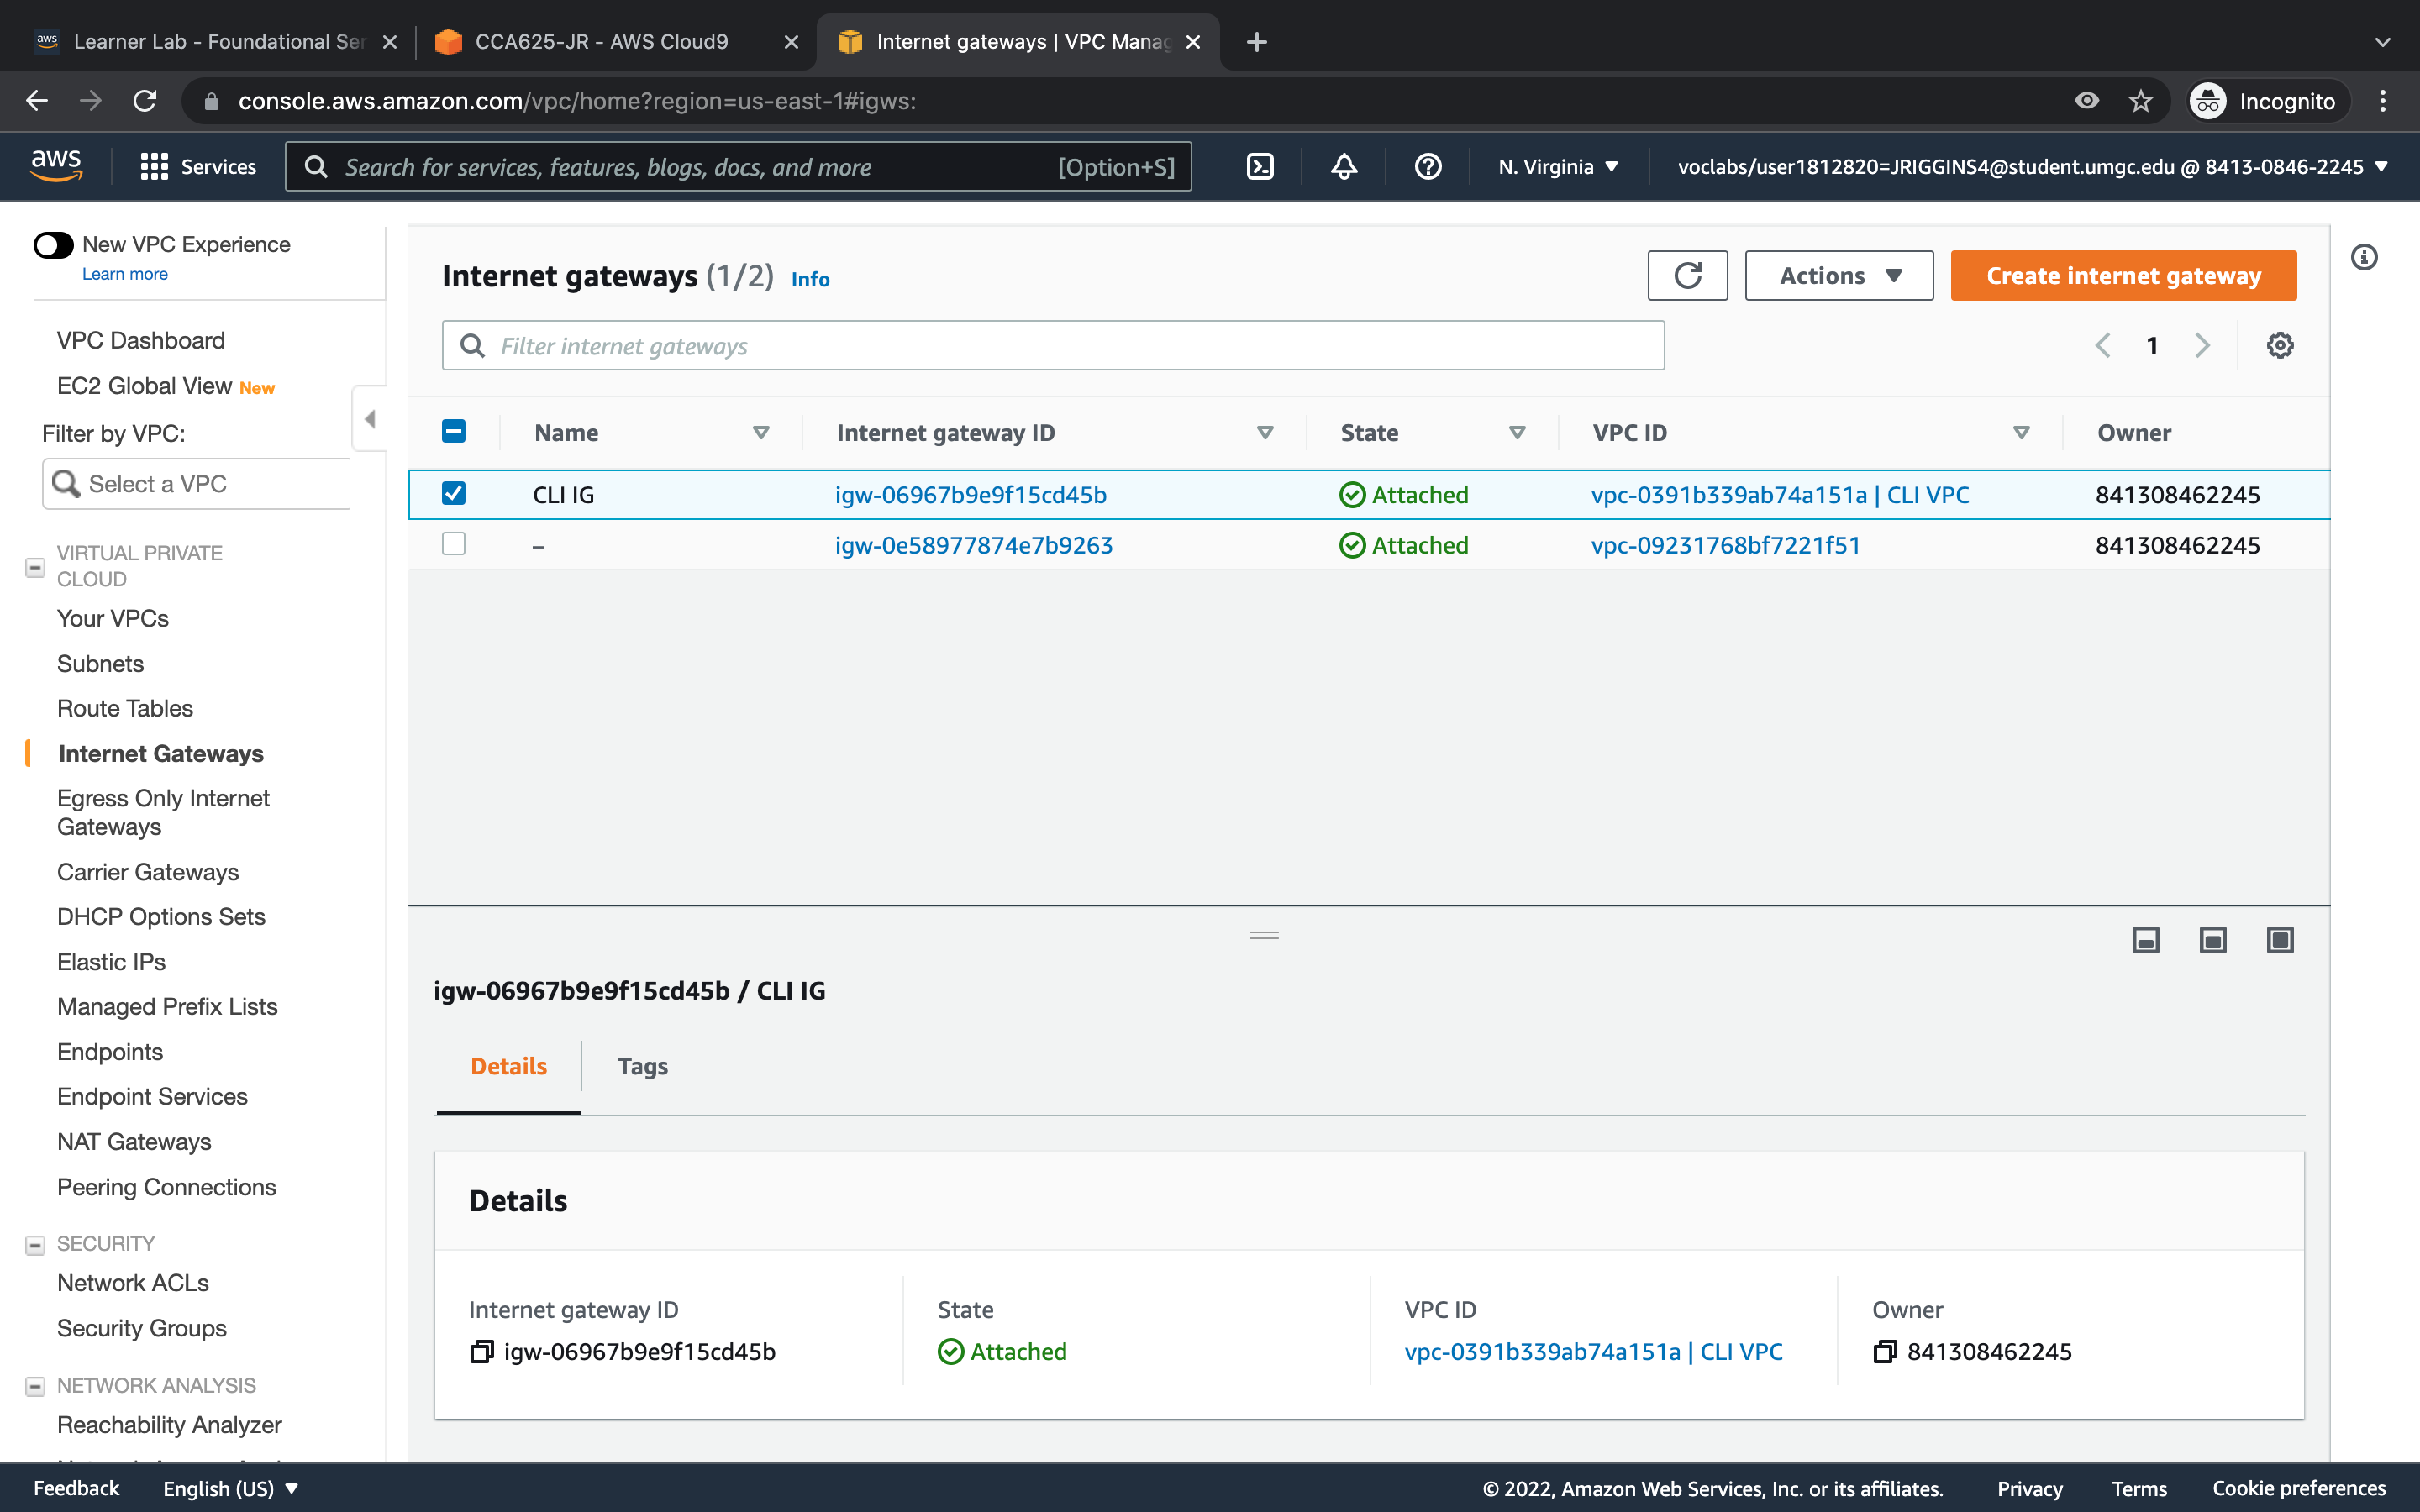 aws Learner Lab - Foundational Ser
CCA625-JR - AWS Cloud9
Internet gateways | VPC Manag
console.aws.amazon.com/vpc/home?region=us-east-1#igws:
Incognito
aws
Services
Search for services, features, blogs, docs, and more [Option+S]
N. Virginia
voclabs/user1812820=JRIGGINS4@student.umgc.edu @ 8413-0846-2245
New VPC Experience
Learn more
VPC Dashboard
EC2 Global View New
Filter by VPC:
Select a VPC
VIRTUAL PRIVATE
CLOUD
Your VPCs
Subnets
Route Tables
Internet Gateways
Egress Only Internet
Gateways
Carrier Gateways
DHCP Options Sets
Elastic IPs
Managed Prefix Lists
Endpoints
Endpoint Services
NAT Gateways
Peering Connections
SECURITY
Network ACLs
Security Groups
NETWORK ANALYSIS
Reachability Analyzer
Internet gateways (1/2) Info
Actions
Create internet gateway
Filter internet gateways
1
Name Internet gateway ID State VPC ID Owner
CLI IG igw-06967b9e9f15cd45b Attached vpc-0391b339ab74a151a | CLI VPC 841308462245
– igw-0e58977874e7b9263 Attached vpc-09231768bf7221f51 841308462245
igw-06967b9e9f15cd45b / CLI IG
Details Tags
Details
Internet gateway ID
igw-06967b9e9f15cd45b
State
Attached
VPC ID
vpc-0391b339ab74a151a | CLI VPC
Owner
841308462245
Feedback English (US) © 2022, Amazon Web Services, Inc. or its affiliates. Privacy Terms Cookie preferences